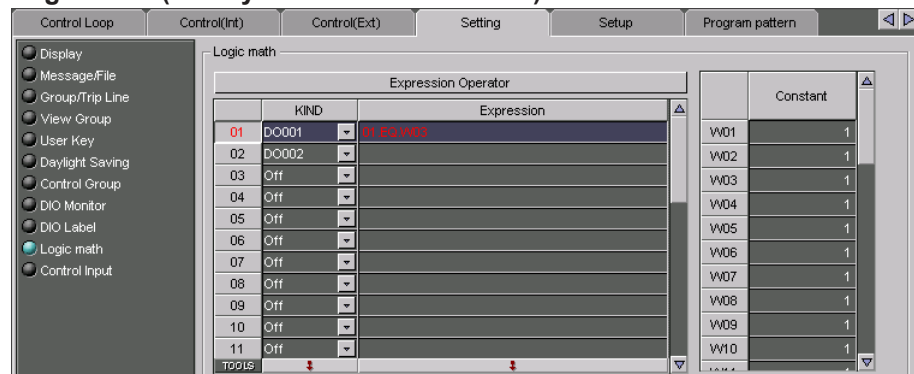 Control Loop Control(Int) Control(Ext) Setting Setup Program pattern
Display
Message/File
Group/Trip Line
View Group
User Key
Daylight Saving
Control Group
DIO Monitor
DIO Label
Logic math
Control Input
Logic math
Expression Operator
KIND Expression
01 DO001 01.EQ.W03
02 DO002
03 Off
04 Off
05 Off
06 Off
07 Off
08 Off
09 Off
10 Off
11 Off
TOOLS
Constant
W01 1
W02 1
W03 1
W04 1
W05 1
W06 1
W07 1
W08 1
W09 1
W10 1